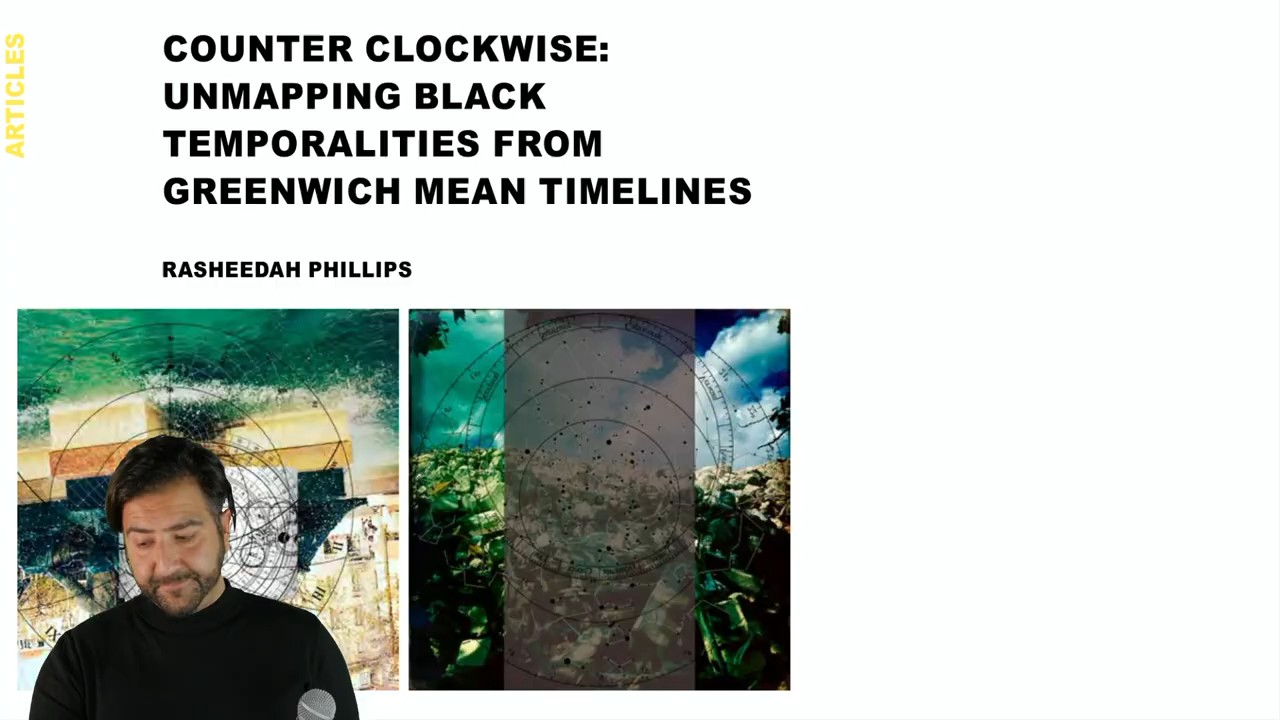 ARTICLES
COUNTER CLOCKWISE:
UNMAPPING BLACK
TEMPORALITIES FROM
GREENWICH MEAN TIMELINES
RASHEEDAH PHILLIPS